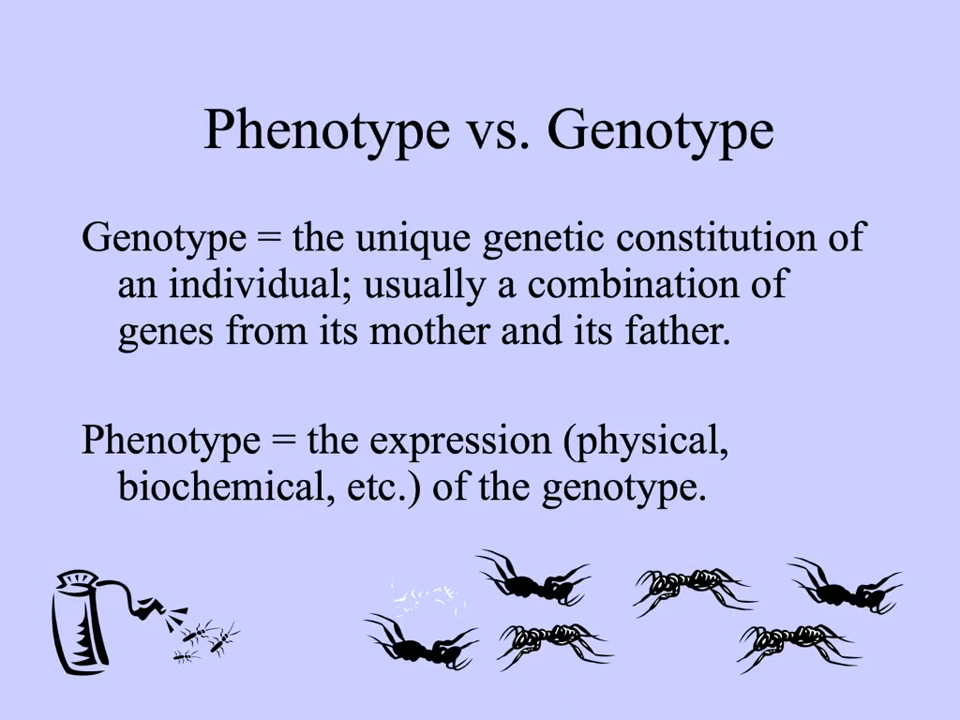 Phenotype vs. Genotype
Genotype = the unique genetic constitution of
an individual; usually a combination of
genes from its mother and its father.
Phenotype = the expression (physical,
biochemical, etc.) of the genotype.